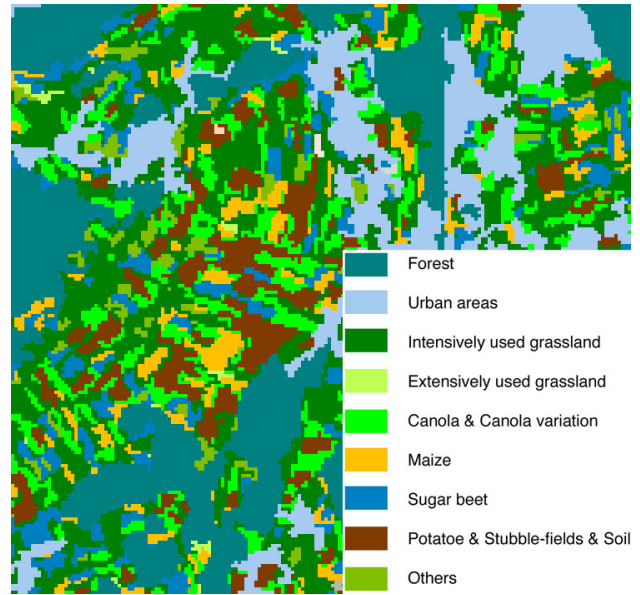 Forest
Urban areas
Intensively used grassland
Extensively used grassland
Canola & Canola variation
Maize
Sugar beet
Potatoe & Stubble-fields & Soil
Others